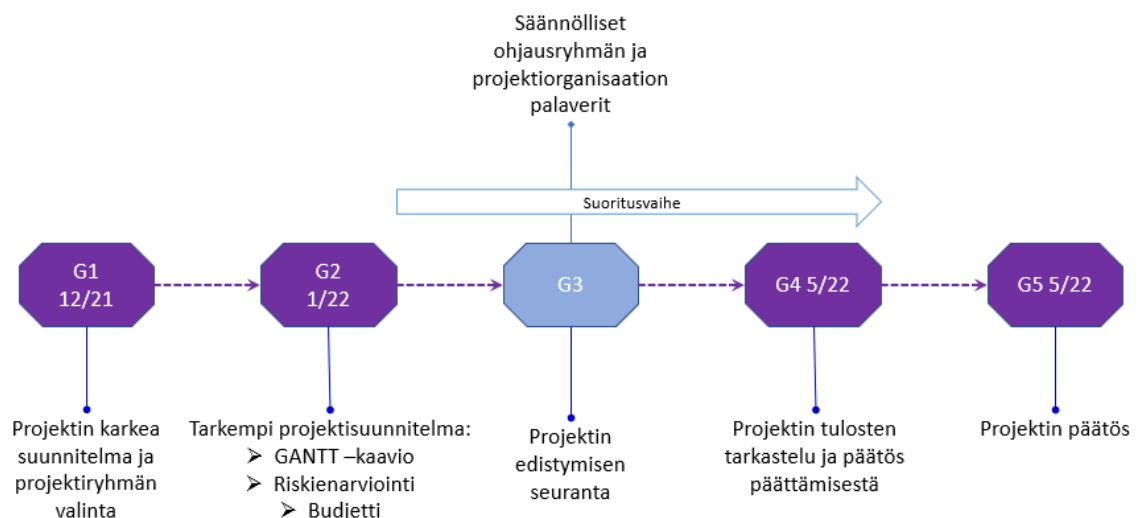 Säännölliset
ohjausryhmän ja
projektiorganisaation
palaverit
Suoritusvaihe
G1
12/21
G2
1/22
G3
G4 5/22
G5 5/22
Projektin karkea
suunnitelma ja
projektiryhmän
valinta
Tarkempi projektisuunnitelma:
➢ GANTT –kaavio
➢ Riskienarviointi
➢ Budjetti
Projektin
edistymisen
seuranta
Projektin tulosten
tarkastelu ja päätös
päättämisestä
Projektin päätös